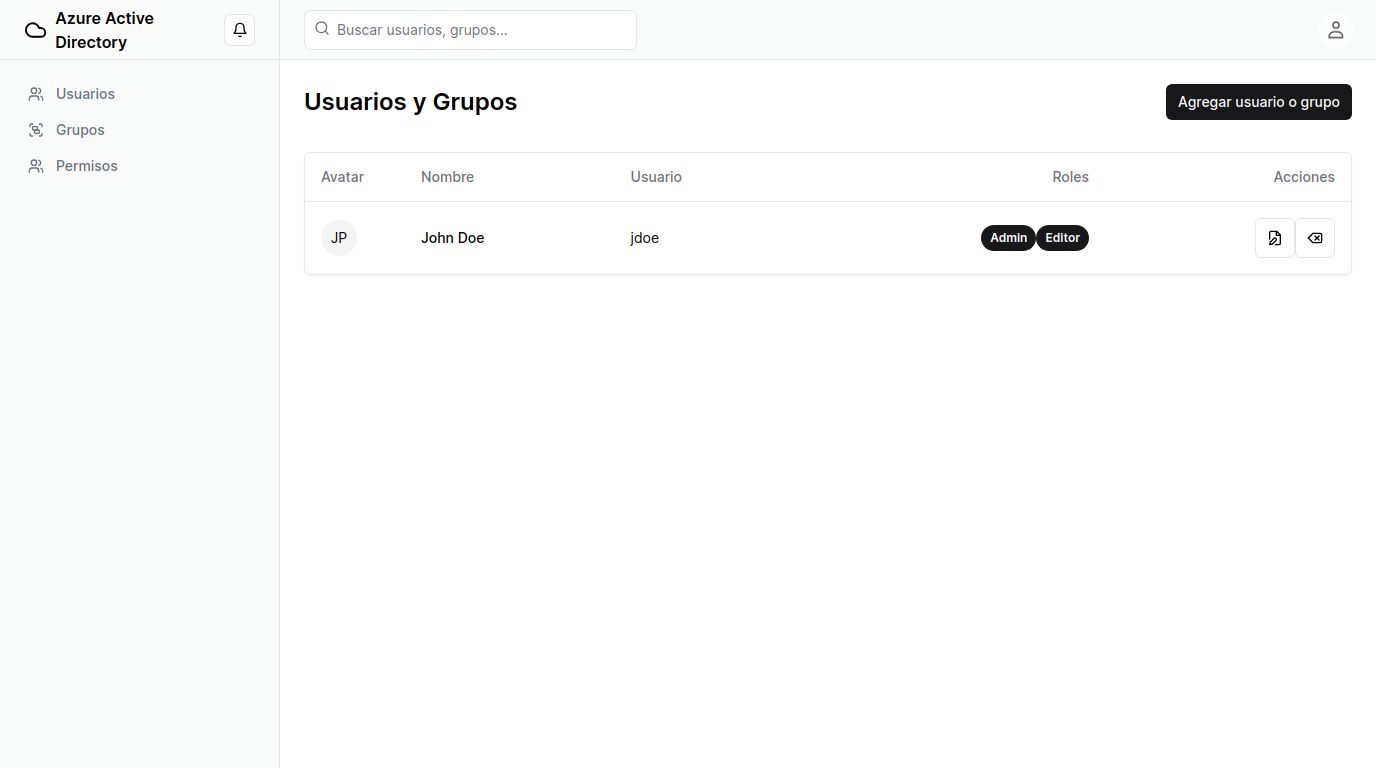 Azure Active
Directory
Buscar usuarios, grupos...
Usuarios
Grupos
Permisos
Usuarios y Grupos
Agregar usuario o grupo
Avatar Nombre Usuario Roles Acciones
JP John Doe jdoe Admin Editor